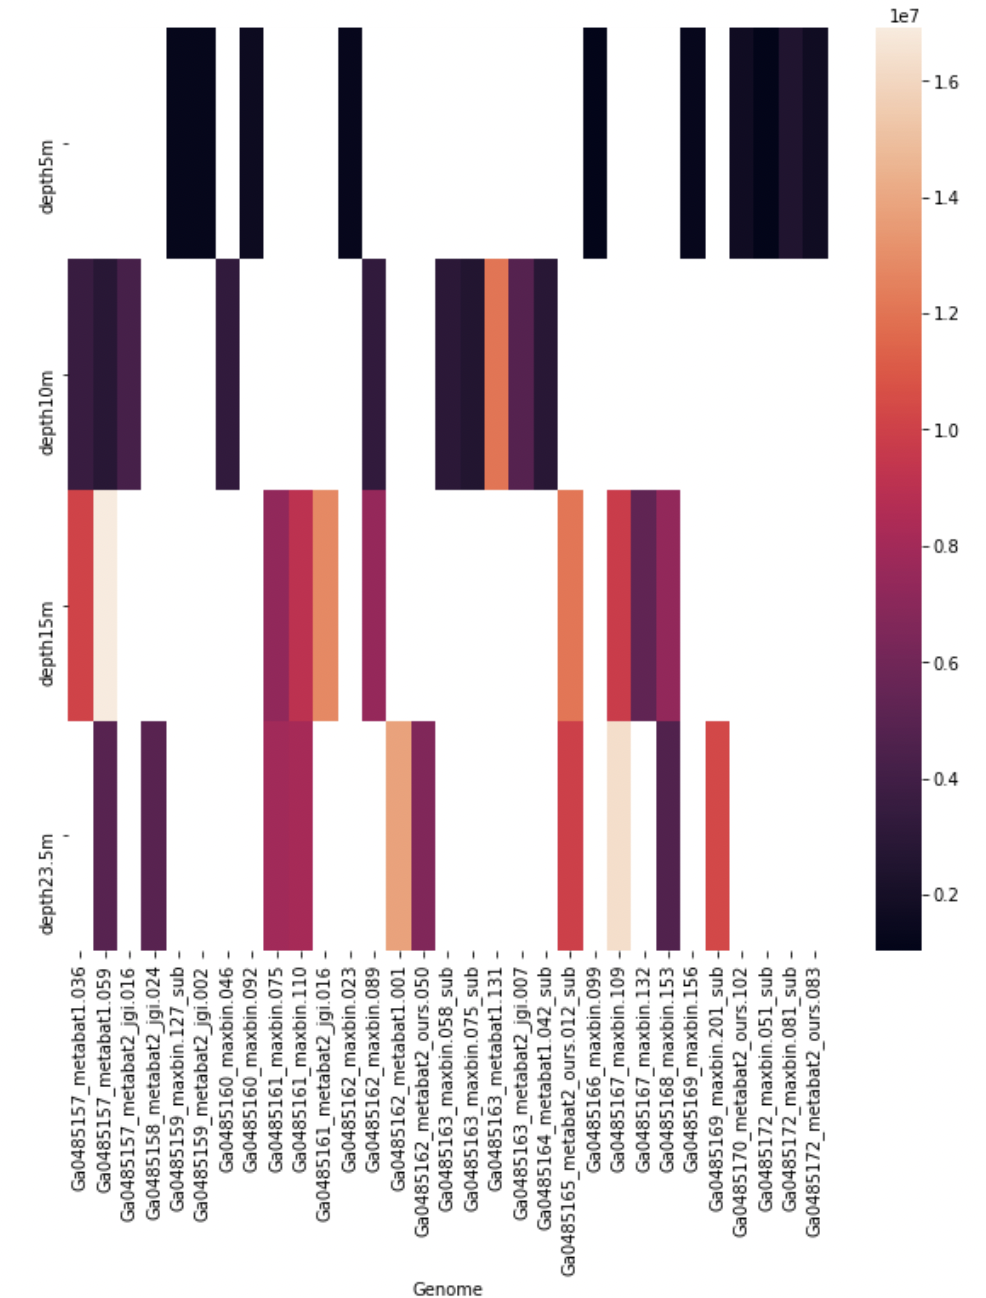 1e7
1.6
1.4
1.2
1.0
0.8
0.6
0.4
0.2
depth5m
depth10m
depth15m
depth23.5m
Ga0485157_metabat1.036
Ga0485157_metabat1.059
Ga0485157_metabat2_jgi.016
Ga0485158_metabat2_jgi.024
Ga0485159_maxbin.127_sub
Ga0485159_metabat2_jgi.002
Ga0485160_maxbin.046
Ga0485160_maxbin.092
Ga0485161_maxbin.075
Ga0485161_maxbin.110
Ga0485161_metabat2_jgi.016
Ga0485162_maxbin.023
Ga0485162_maxbin.089
Ga0485162_metabat1.001
Ga0485162_metabat2_ours.050
Ga0485163_maxbin.058_sub
Ga0485163_maxbin.075_sub
Ga0485163_metabat1.131
Ga0485163_metabat2_jgi.007
Ga0485164_metabat1.042_sub
Ga0485165_metabat2_ours.012_sub
Ga0485166_maxbin.099
Ga0485167_maxbin.109
Ga0485167_maxbin.132
Ga0485168_maxbin.153
Ga0485169_maxbin.156
Ga0485169_maxbin.201_sub
Ga0485170_metabat2_ours.102
Ga0485172_maxbin.051_sub
Ga0485172_maxbin.081_sub
Ga0485172_metabat2_ours.083
Genome